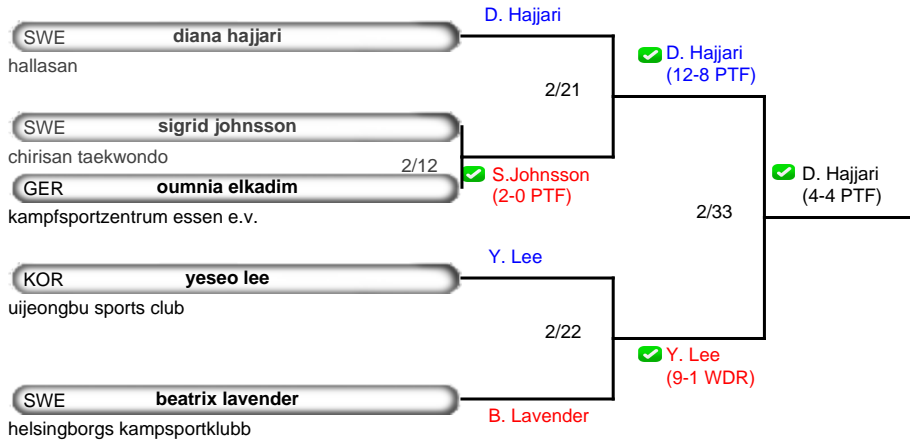 D. Hajjari
SWE diana hajjari
hallasan
D. Hajjari
(12-8 PTF)
2/21
SWE sigrid johnsson
chirisan taekwondo
2/12
S.Johnsson
(2-0 PTF)
GER oumnia elkadim
kampfsportzentrum essen e.v.
D. Hajjari
(4-4 PTF)
2/33
Y. Lee
KOR yeseo lee
uijeongbu sports club
2/22
Y. Lee
(9-1 WDR)
SWE beatrix lavender
B. Lavender
helsingborgs kampsportklubb